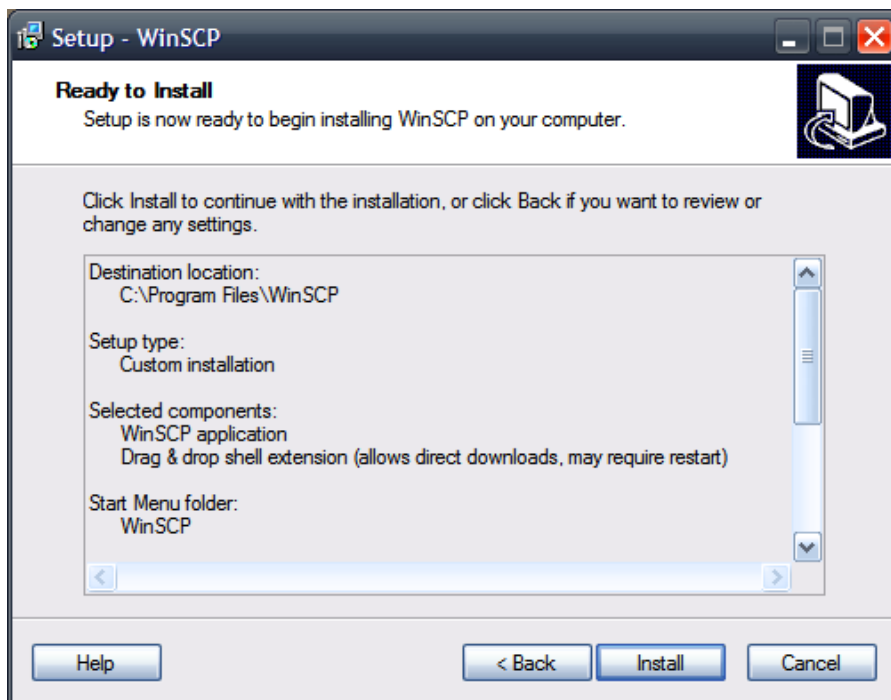 Setup - WinSCP
Ready to Install
Setup is now ready to begin installing WinSCP on your computer.
Click Install to continue with the installation, or click Back if you want to review or
change any settings.
Destination location:
C:\Program Files\WinSCP
Setup type:
Custom installation
Selected components:
WinSCP application
Drag & drop shell extension (allows direct downloads, may require restart)
Start Menu folder:
WinSCP
Help
< Back
Install
Cancel